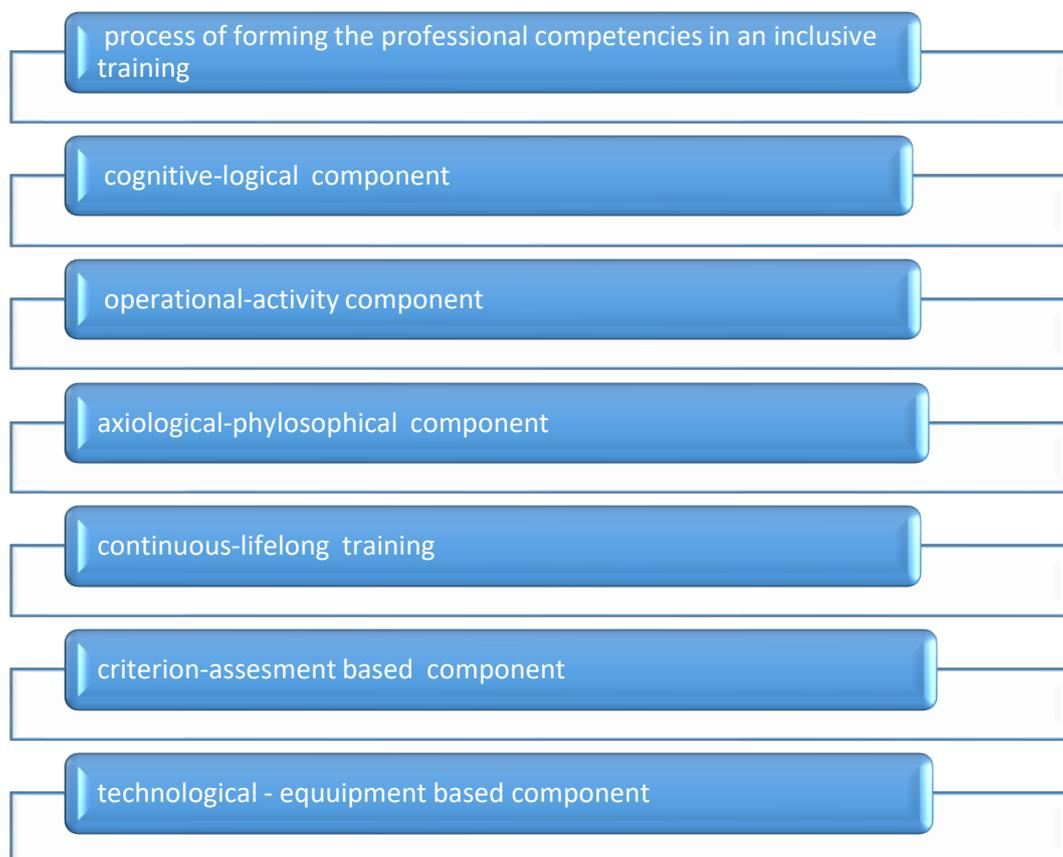 process of forming the professional competencies in an inclusive
training
cognitive-logical component
operational-activity component
axiological-phylosophical component
continuous-lifelong training
criterion-assesment based component
technological - equuipment based component